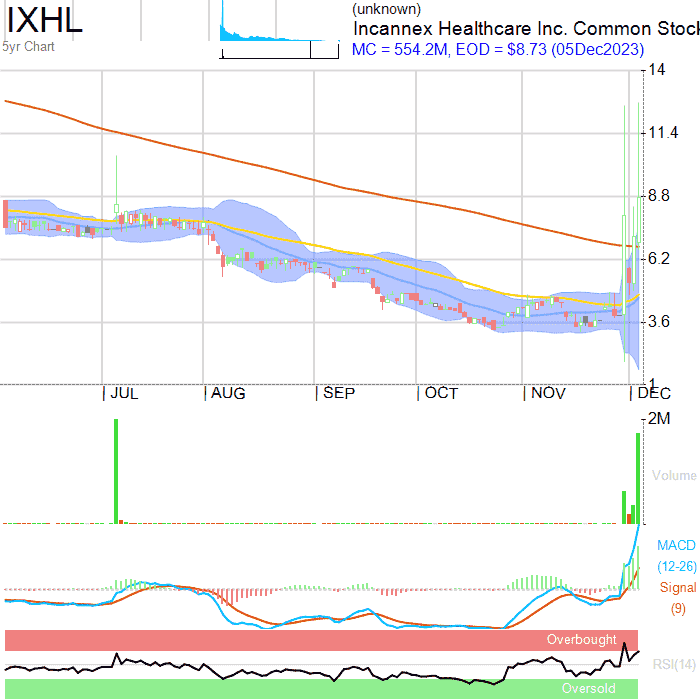 IXHL
(unknown)
Incannex Healthcare Inc. Common Stock
5yr Chart
MC = 554.2M, EOD = $8.73 (05Dec2023)
14
11.4
8.8
6.2
3.6
1
JUL AUG SEP OCT NOV DEC
2M
Volume
MACD
(12-26)
Signal
(9)
Overbought
RSI(14)
Oversold